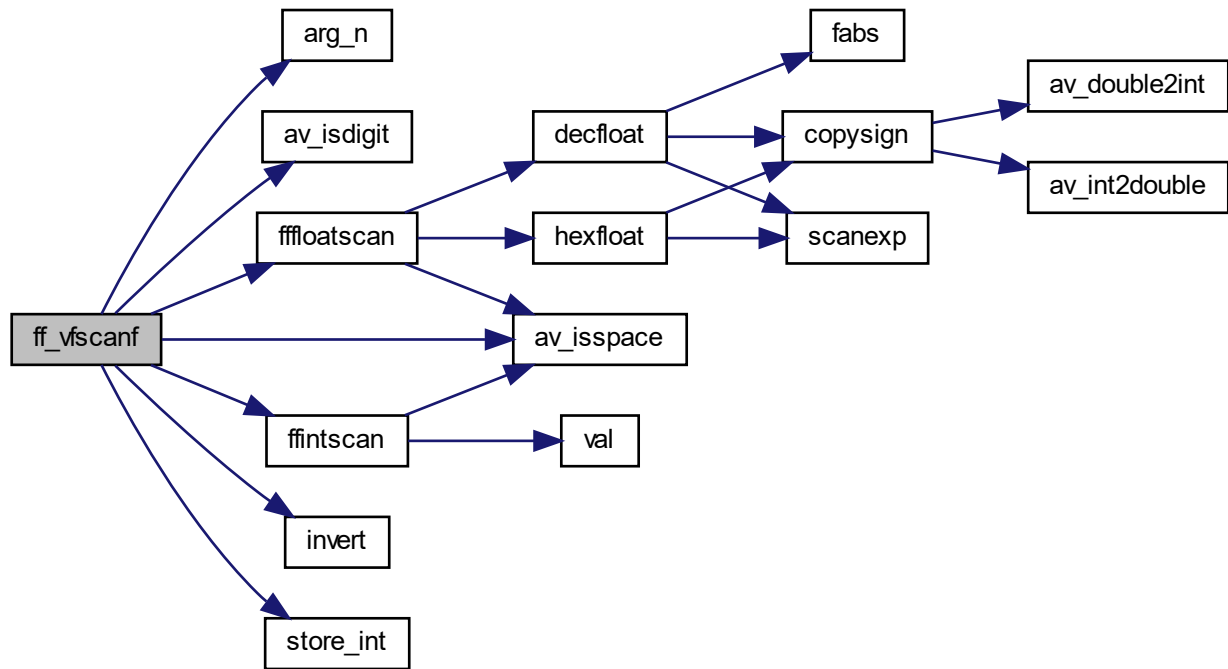 arg_n
fabs
av_double2int
av_isdigit
decfloat
copysign
av_int2double
fffloatscan
hexfloat
scanexp
ff_vfscanf
av_isspace
ffintscan
val
invert
store_int